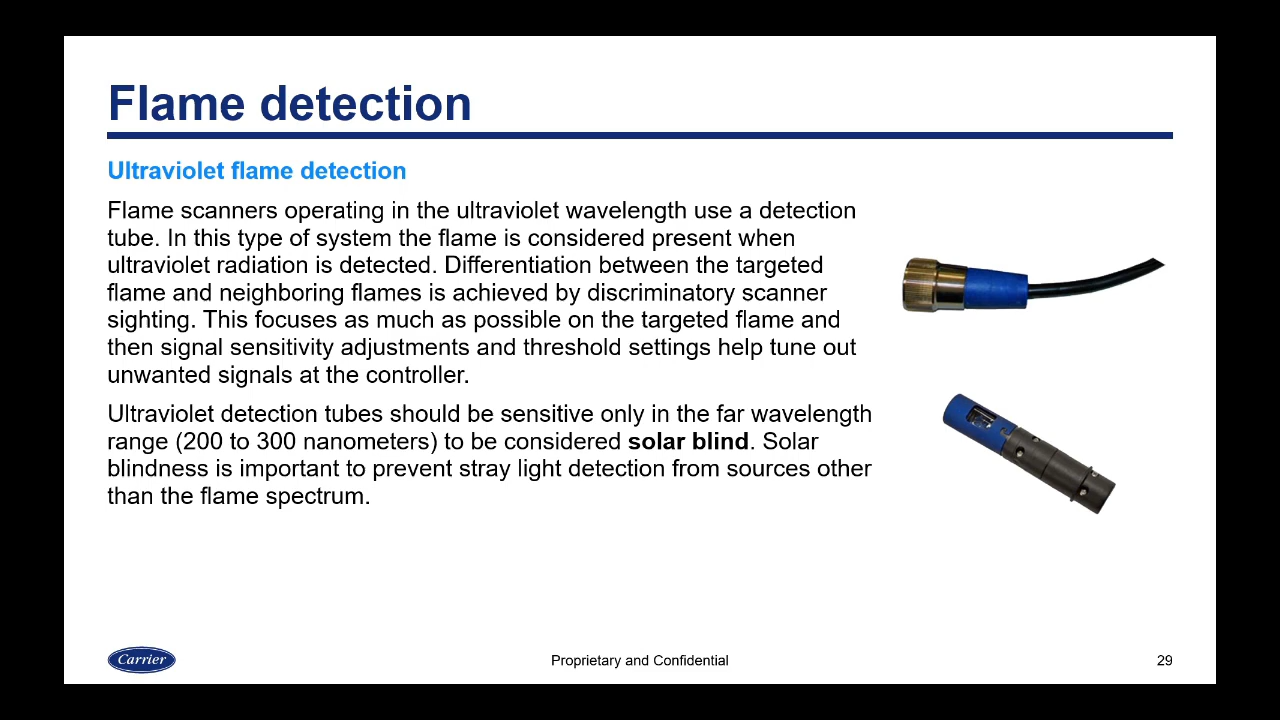 Flame detection
Ultraviolet flame detection
Flame scanners operating in the ultraviolet wavelength use a detection
tube. In this type of system the flame is considered present when
ultraviolet radiation is detected. Differentiation between the targeted
flame and neighboring flames is achieved by discriminatory scanner
sighting. This focuses as much as possible on the targeted flame and
then signal sensitivity adjustments and threshold settings help tune out
unwanted signals at the controller.
Ultraviolet detection tubes should be sensitive only in the far wavelength
range (200 to 300 nanometers) to be considered solar blind. Solar
blindness is important to prevent stray light detection from sources other
than the flame spectrum.
Carrier
Proprietary and Confidential
29